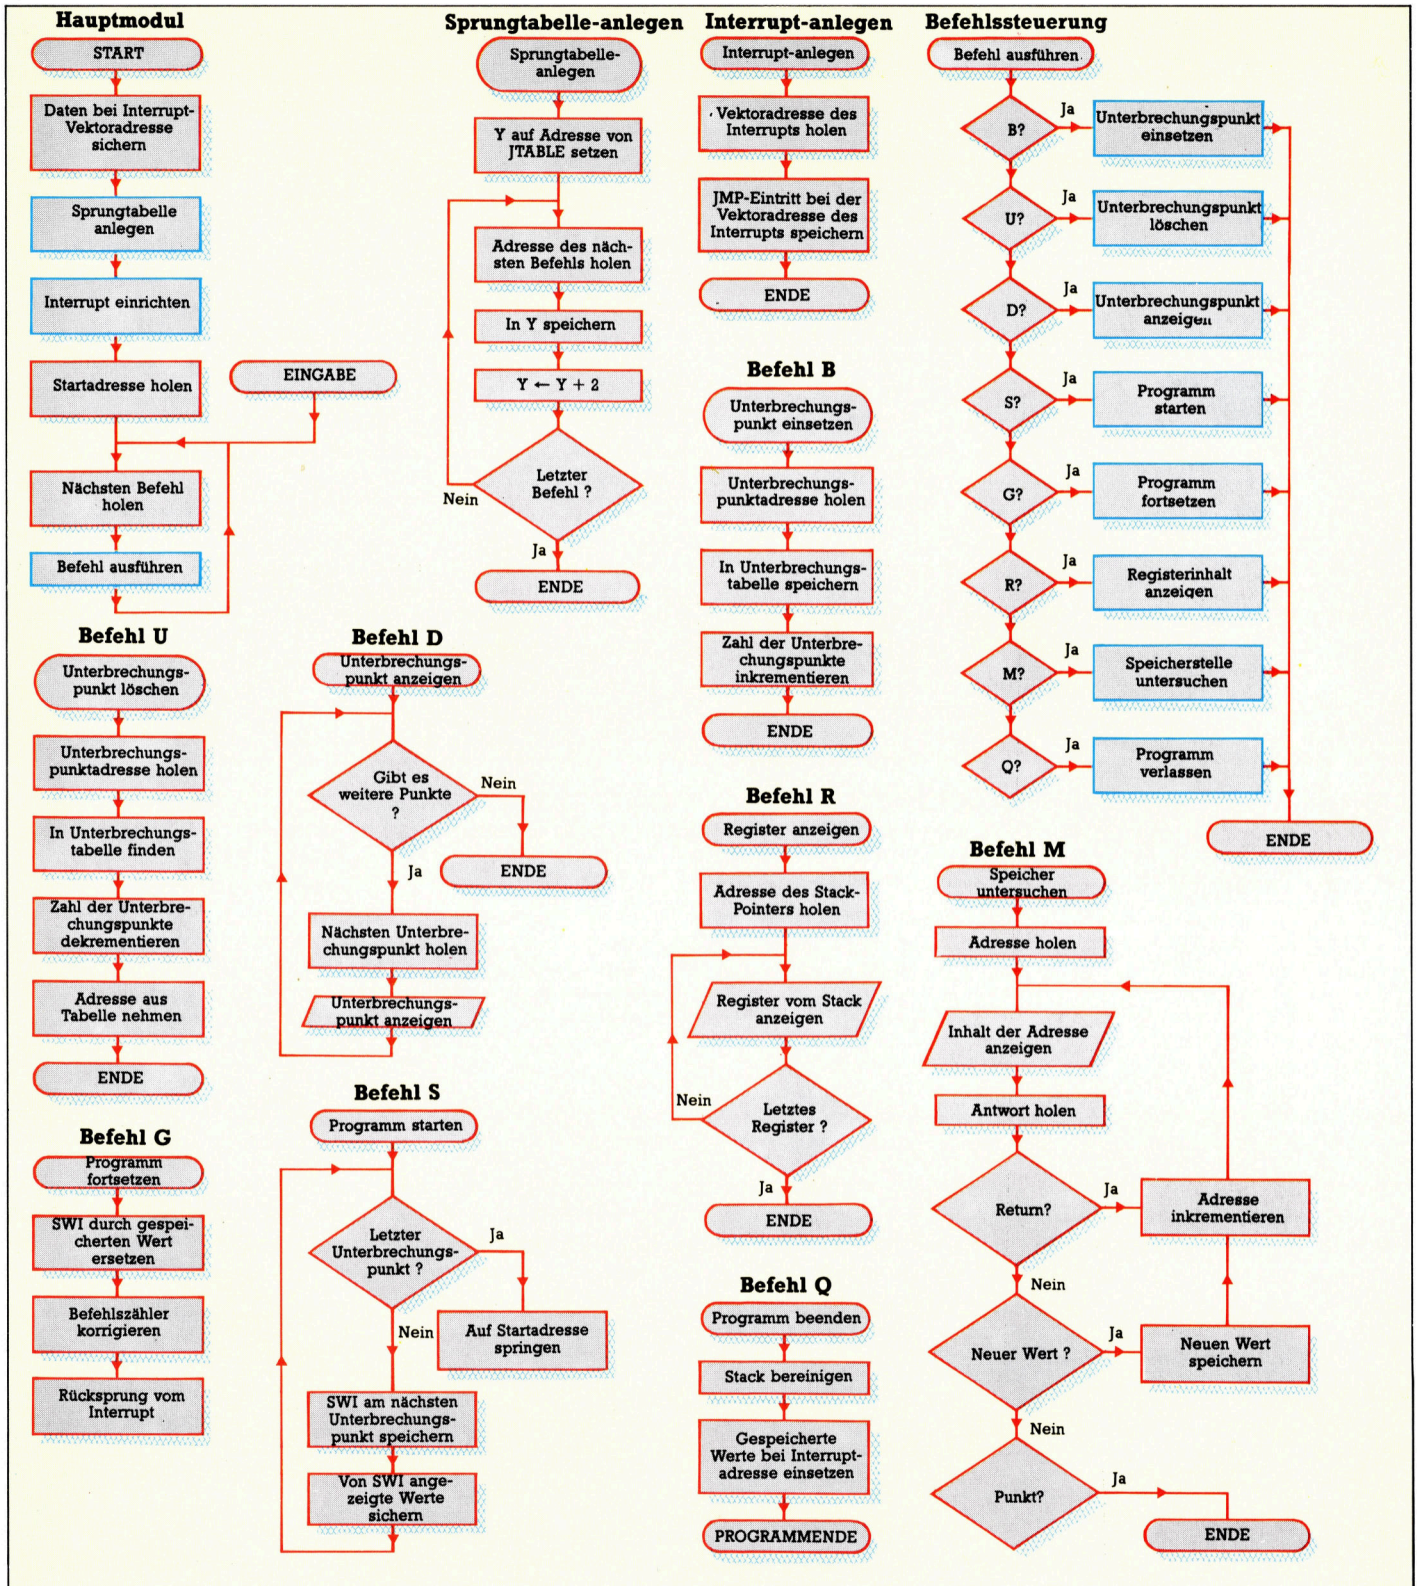 Hauptmodul
START
Daten bei Interrupt-
Vektoradresse
sichern
Sprungtabelle
anlegen
Interrupt einrichten
Startadresse holen
EINGABE
Nächsten Befehl
holen
Befehl ausführen
Sprungtabelle-anlegen
Sprungtabelle-
anlegen
Y auf Adresse von
JTABLE setzen
Adresse des näch-
sten Befehls holen
In Y speichern
Y ← Y + 2
Letzter
Befehl ?
Nein
Ja
ENDE
Interrupt-anlegen
Interrupt-anlegen
Vektoradresse des
Interrupts holen
JMP-Eintritt bei der
Vektoradresse des
Interrupts speichern
ENDE
Befehl B
Unterbrechungs-
punkt einsetzen
Unterbrechungs-
punktadresse holen
In Unterbrechungs-
tabelle speichern
Zahl der Unterbre-
chungspunkte
inkrementieren
ENDE
Befehlssteuerung
Befehl ausführen
B?
Ja
Unterbrechungspunkt
einsetzen
U?
Ja
Unterbrechungspunkt
löschen
D?
Ja
Unterbrechungspunkt
anzeigen
S?
Ja
Programm
starten
G?
Ja
Programm
fortsetzen
R?
Ja
Registerinhalt
anzeigen
M?
Ja
Speicherstelle
untersuchen
Q?
Ja
Programm
verlassen
ENDE
Befehl U
Unterbrechungs-
punkt löschen
Unterbrechungs-
punktadresse holen
In Unterbrechungs-
tabelle finden
Zahl der Unterbre-
chungspunkte
dekrementieren
Adresse aus
Tabelle nehmen
ENDE
Befehl D
Unterbrechungs-
punkt anzeigen
Gibt es
weitere Punkte
?
Nein
ENDE
Ja
Nächsten Unterbre-
chungspunkt holen
Unterbrechungs-
punkt anzeigen
Befehl R
Register anzeigen
Adresse des Stack-
Pointers holen
Register vom Stack
anzeigen
Nein
Letztes
Register ?
Ja
ENDE
Befehl M
Speicher
untersuchen
Adresse holen
Inhalt der Adresse
anzeigen
Antwort holen
Return?
Ja
Adresse
inkrementieren
Nein
Neuer Wert ?
Ja
Neuen Wert
speichern
Nein
Punkt?
Ja
ENDE
Befehl G
Programm
fortsetzen
SWI durch gespei-
cherten Wert
ersetzen
Befehlszähler
korrigieren
Rücksprung vom
Interrupt
Befehl S
Programm starten
Letzter
Unterbrechungs-
punkt ?
Ja
Nein
Auf Startadresse
springen
SWI am nächsten
Unterbrechungs-
punkt speichern
Von SWI ange-
zeigte Werte
sichern
Befehl Q
Programm beenden
Stack bereinigen
Gespeicherte
Werte bei Interrupt-
adresse einsetzen
PROGRAMMENDE